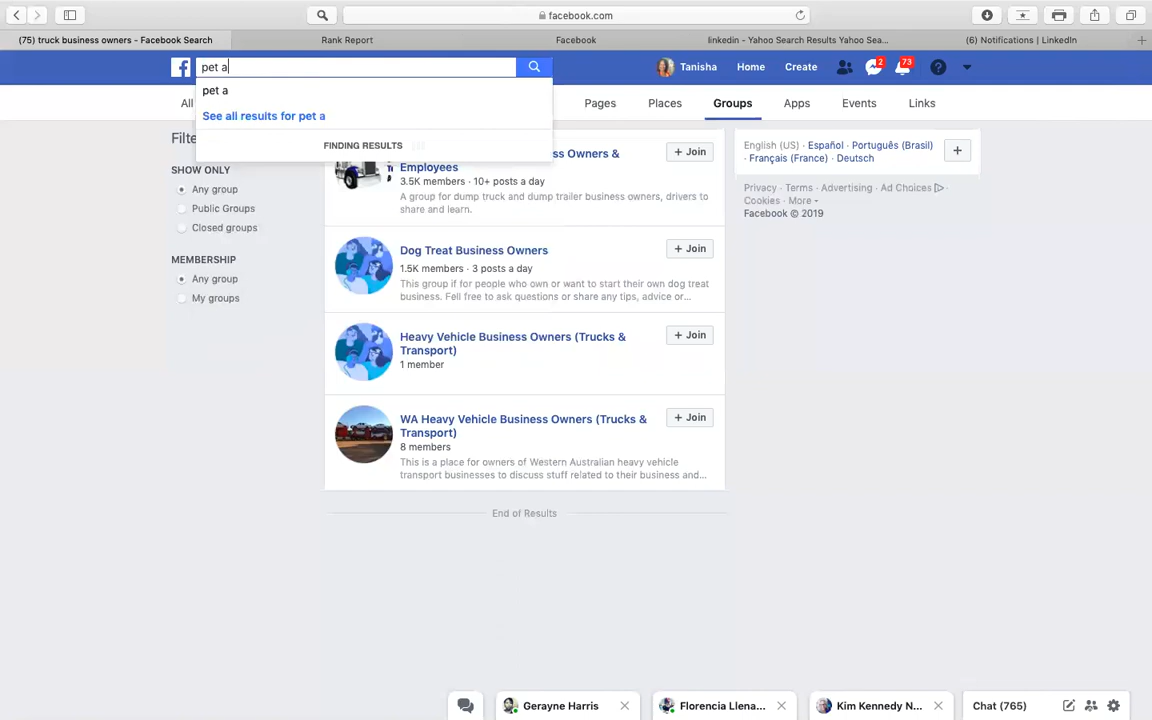 facebook.com
(75) truck business owners - Facebook Search
Rank Report
Facebook
linkedin - Yahoo Search Results Yahoo Sea...
(6) Notifications | LinkedIn
pet a
Tanisha
Home
Create
2
73
pet a
See all results for pet a
FINDING RESULTS
All
Pages
Places
Groups
Apps
Events
Links
Filte
SHOW ONLY
Any group
Public Groups
Closed groups
MEMBERSHIP
Any group
My groups
ss Owners &
Employees
3.5K members · 10+ posts a day
A group for dump truck and dump trailer business owners, drivers to
share and learn.
+ Join
Dog Treat Business Owners
1.5K members · 3 posts a day
This group if for people who own or want to start their own dog treat
business. Fell free to ask questions or share any tips, advice or...
+ Join
Heavy Vehicle Business Owners (Trucks &
Transport)
1 member
+ Join
WA Heavy Vehicle Business Owners (Trucks &
Transport)
8 members
This is a place for owners of Western Australian heavy vehicle
transport businesses to discuss stuff related to their business and...
+ Join
End of Results
English (US) · Español · Português (Brasil)
· Français (France) · Deutsch
Privacy · Terms · Advertising · Ad Choices ·
Cookies · More
Facebook © 2019
Gerayne Harris
Florencia Llena...
Kim Kennedy N...
Chat (765)